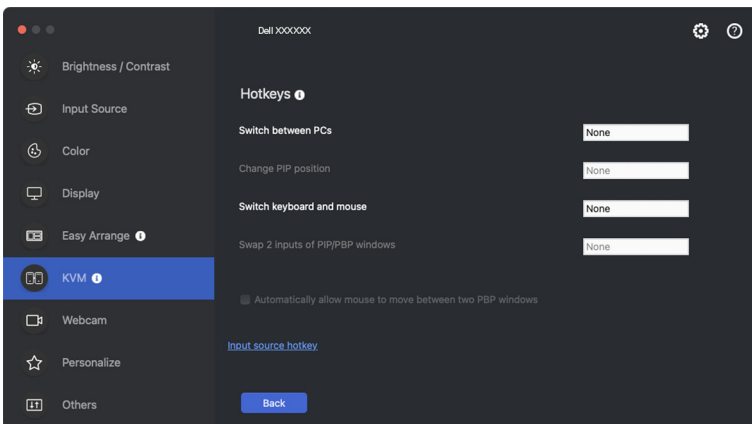 Dell XXXXXX
Brightness / Contrast
Input Source
Color
Display
Easy Arrange
KVM
Webcam
Personalize
Others
Hotkeys
Switch between PCs
None
Change PIP position
None
Switch keyboard and mouse
None
Swap 2 inputs of PIP/PBP windows
None
Automatically allow mouse to move between two PBP windows
Input source hotkey
Back